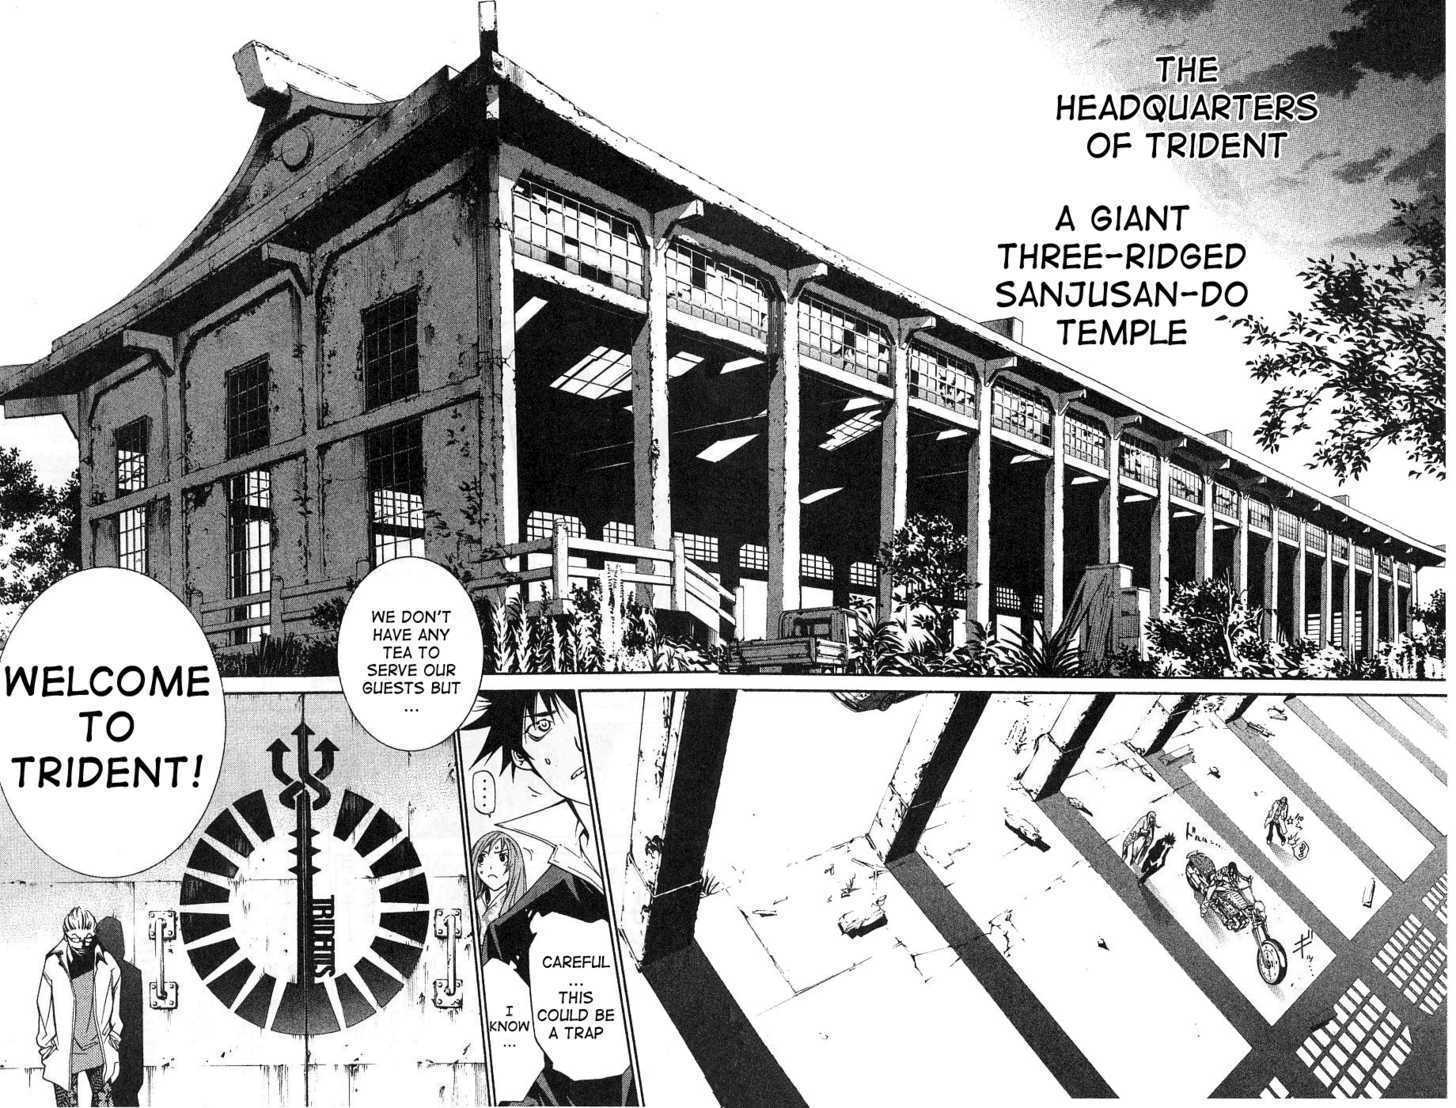 THE
HEADQUARTERS
OF TRIDENT
A GIANT
THREE-RIDGED
SANJUSAN-DO
TEMPLE
CAREFUL
...
THIS
COULD BE
A TRAP
....
I
KNOW
...
WE DON'T
HAVE ANY
TEA TO
SERVE OUR
GUESTS BUT
...
WELCOME
TO
TRIDENT!
TRIDENTS